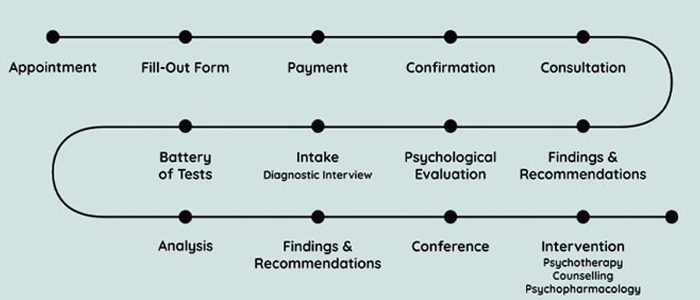 Appointment
Fill-Out Form
Payment
Confirmation
Consultation
Battery
of Tests
Intake
Diagnostic Interview
Psychological
Evaluation
Findings &
Recommendations
Analysis
Findings &
Recommendations
Conference
Intervention
Psychotherapy
Counselling
Psychopharmacology